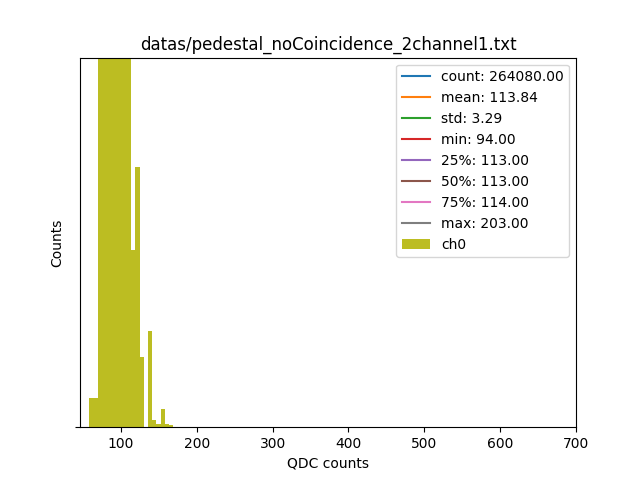 datas/pedestal_noCoincidence_2channel1.txt
count: 264080.00
mean: 113.84
std: 3.29
min: 94.00
25%: 113.00
50%: 113.00
75%: 114.00
max: 203.00
ch0
Counts
100 200 300 400 500 600 700
QDC counts